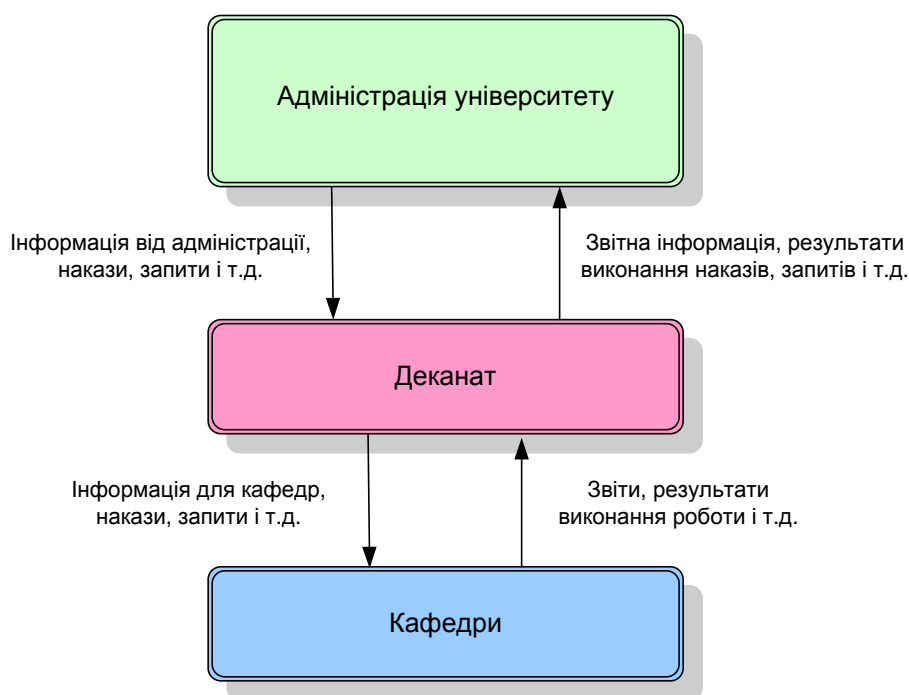 Адміністрація університету
Інформація від адміністрації,
накази, запити і т.д.
Звітна інформація, результати
виконання наказів, запитів і т.д.
Деканат
Інформація для кафедр,
накази, запити і т.д.
Звіти, результати
виконання роботи і т.д.
Кафедри